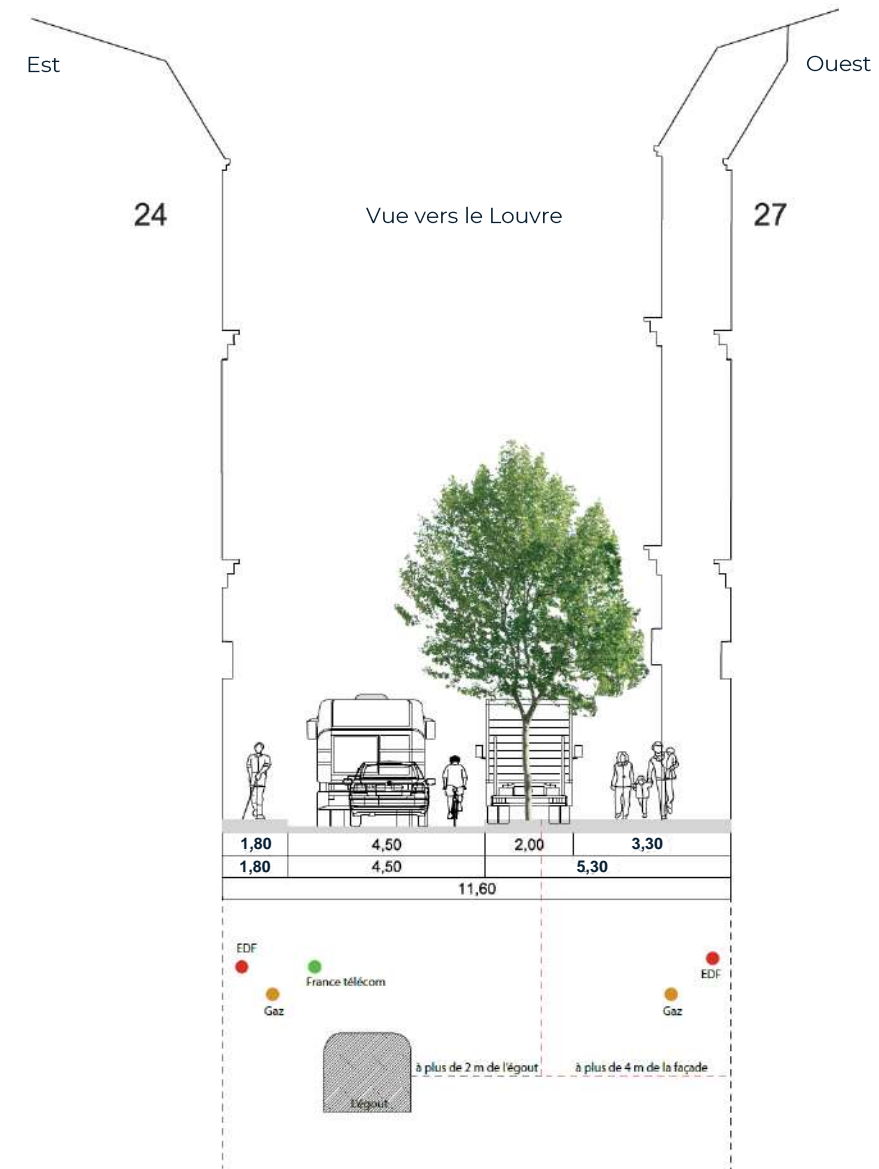 Est
Ouest
24
Vue vers le Louvre
27
1,80
4,50
2,00
3,30
1,80
4,50
5,30
11,60
EDF
France télécom
Gaz
EDF
Gaz
à plus de 2 m de l'égout
à plus de 4 m de la façade
L'égout